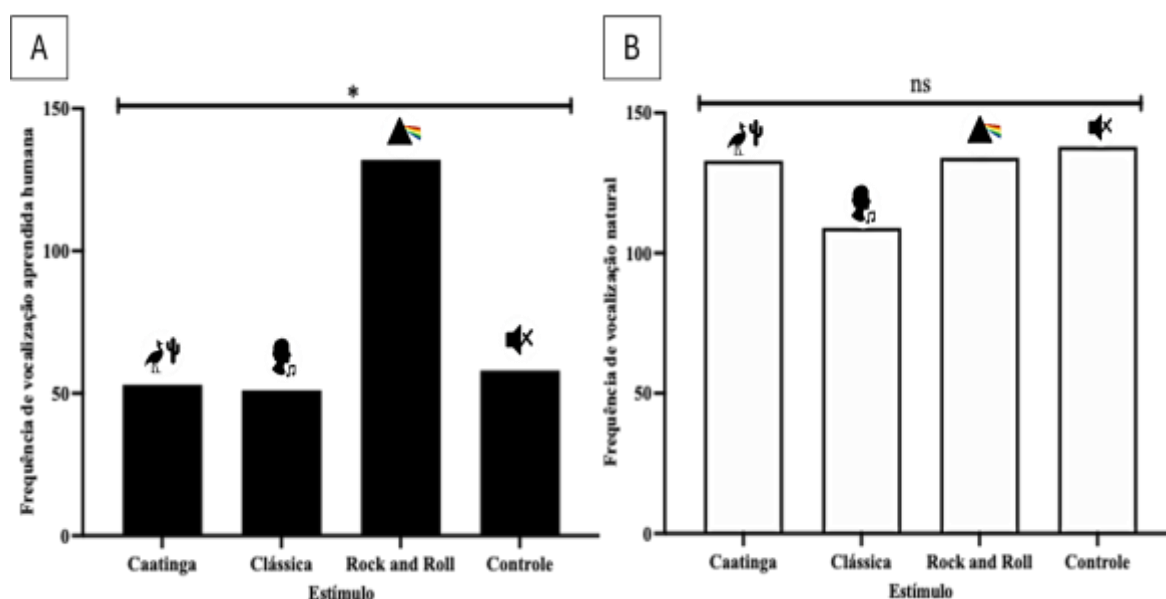 A
Frequência de vocalização aprendida humana
*
150
100
50
0
Caatinga Clássica Rock and Roll Controle
Estímulo
B
Frequência de vocalização natural
ns
150
100
50
0
Caatinga Clássica Rock and Roll Controle
Estímulo